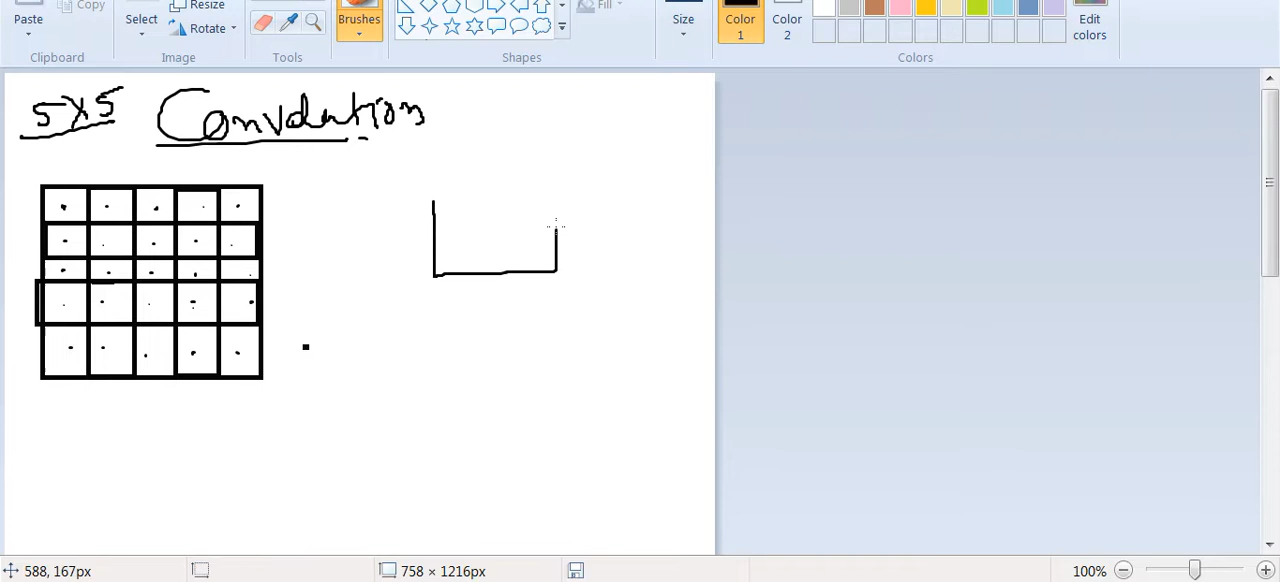 Resize
Paste
Copy
Select
Rotate
Brushes
Fill
Size
Color
1
Color
2
Edit
colors
Clipboard
Image
Tools
Shapes
Colors
5X5 Convolution
588, 167px
758 × 1216px
100%